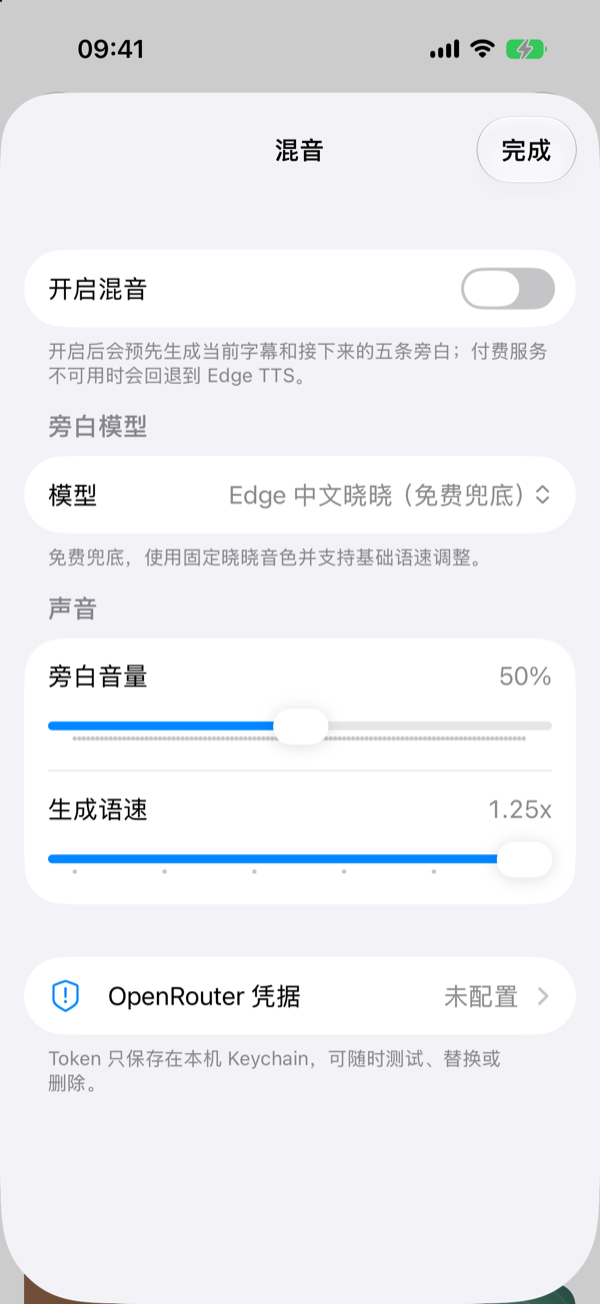 09:41
混音
完成
开启混音
开启后会预先生成当前字幕和接下来的五条旁白；付费服务
不可用时会回退到 Edge TTS。
旁白模型
模型
Edge 中文晓晓（免费兜底）
免费兜底，使用固定晓晓音色并支持基础语速调整。
声音
旁白音量
50%
生成语速
1.25x
OpenRouter 凭据
未配置
Token 只保存在本机 Keychain，可随时测试、替换或
删除。